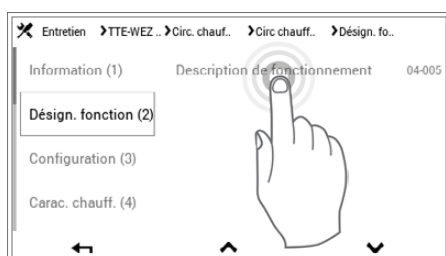 Entretien ❯TTE-WEZ .. ❯Circ. chauf.. ❯Circ chauff.. ❯Désign. fo..
Information (1) Description de fonctionnement 04-005
Désign. fonction (2)
Configuration (3)
Carac. chauff. (4)